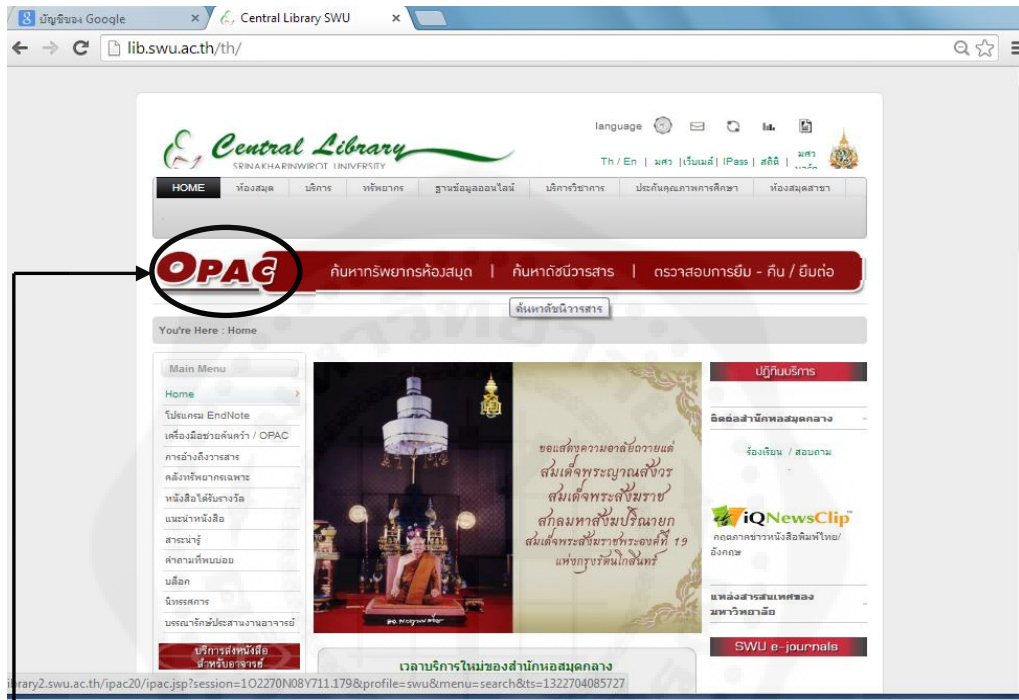 บัญชีของ Google
Central Library SWU
lib.swu.ac.th/th/
Central Library
SRINAKHARINWIROT UNIVERSITY
language
Th / En | มศว |เว็บเมล์| IPass | สถิติ | มศว
HOME ห้องสมุด บริการ ทรัพยากร ฐานข้อมูลออนไลน์ บริการวิชาการ ประกันคุณภาพการศึกษา ห้องสมุดสาขา
OPAC ค้นหาทรัพยากรห้องสมุด | ค้นหาดัชนีวารสาร | ตรวจสอบการยืม - คืน / ยืมต่อ
ค้นหาดัชนีวารสาร
You're Here : Home
Main Menu
Home
โปรแกรม EndNote
เครื่องมือช่วยค้นคว้า / OPAC
การอ้างถึงวารสาร
คลังทรัพยากรเฉพาะ
หนังสือได้รับรางวัล
แนะนำหนังสือ
สาระน่ารู้
คำถามที่พบบ่อย
บล็อก
นิทรรศการ
บรรณารักษ์ประสานงานอาจารย์
บริการส่งหนังสือ
สำหรับอาจารย์
ขอแสดงความอาลัยถวายแด่
สมเด็จพระญาณสังวร
สมเด็จพระสังฆราช
สกลมหาสังฆปริณายก
สมเด็จพระสังฆราชพระองค์ที่ 19
แห่งกรุงรัตนโกสินทร์
เวลาบริการใหม่ของสำนักหอสมุดกลาง
ปฏิทินบริการ
ติดต่อสำนักหอสมุดกลาง
ร้องเรียน / สอบถาม
iQNewsClip
กฤตภาคข่าวหนังสือพิมพ์ไทย/
อังกฤษ
แหล่งสารสนเทศของ
มหาวิทยาลัย
SWU e-journals
ibrary2.swu.ac.th/ipac20/ipac.jsp?session=1O2270N08Y711.179&profile=swu&menu=search&ts=1322704085727